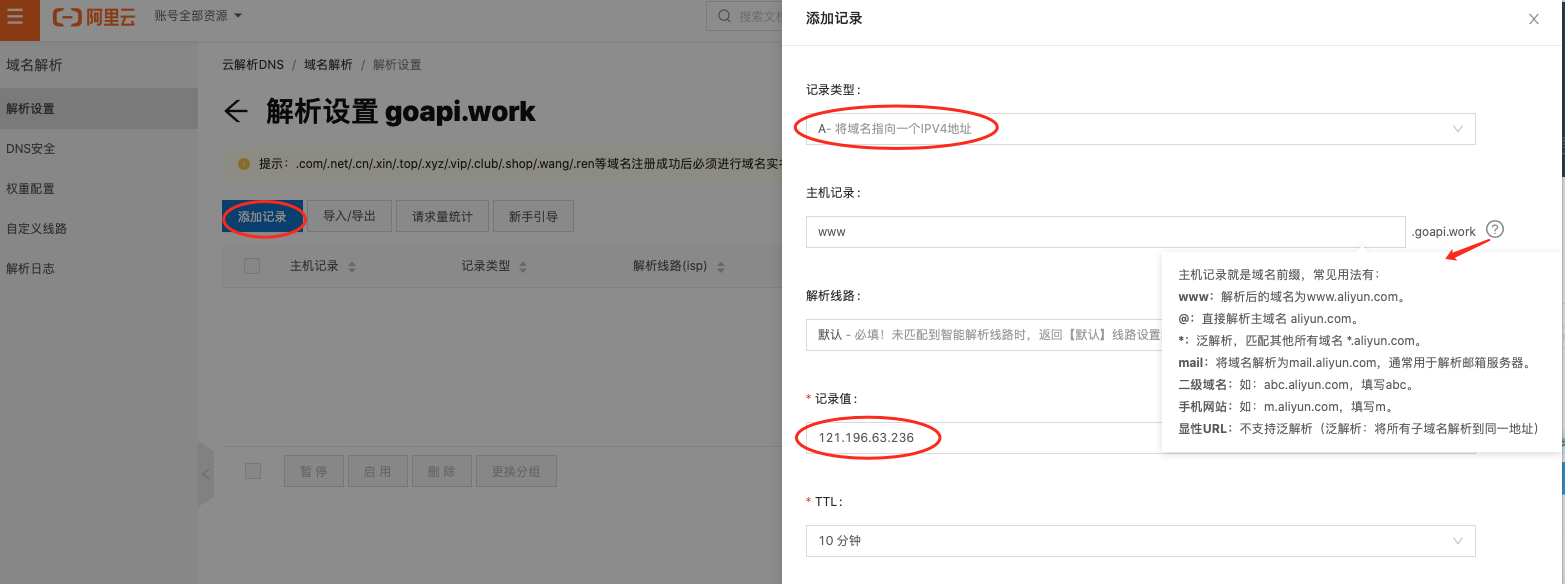 阿里云
账号全部资源
搜索文
添加记录
域名解析
解析设置
DNS安全
权重配置
自定义线路
解析日志
云解析DNS / 域名解析 / 解析设置
解析设置 goapi.work
提示：.com/.net/.cn/.xin/.top/.xyz/.vip/.club/.shop/.wang/.ren等域名注册成功后必须进行域名实
添加记录
导入/导出
请求量统计
新手引导
主机记录
记录类型
解析线路(isp)
暂 停
启 用
删 除
更换分组
记录类型：
A- 将域名指向一个IPV4地址
主机记录：
www
.goapi.work
?
解析线路：
默认 - 必填！未匹配到智能解析线路时，返回【默认】线路设置
主机记录就是域名前缀，常见用法有：
www：解析后的域名为www.aliyun.com。
@：直接解析主域名 aliyun.com。
*：泛解析，匹配其他所有域名 *.aliyun.com。
mail：将域名解析为mail.aliyun.com，通常用于解析邮箱服务器。
二级域名：如：abc.aliyun.com，填写abc。
手机网站：如：m.aliyun.com，填写m。
显性URL：不支持泛解析（泛解析：将所有子域名解析到同一地址）
* 记录值：
121.196.63.236
* TTL：
10 分钟